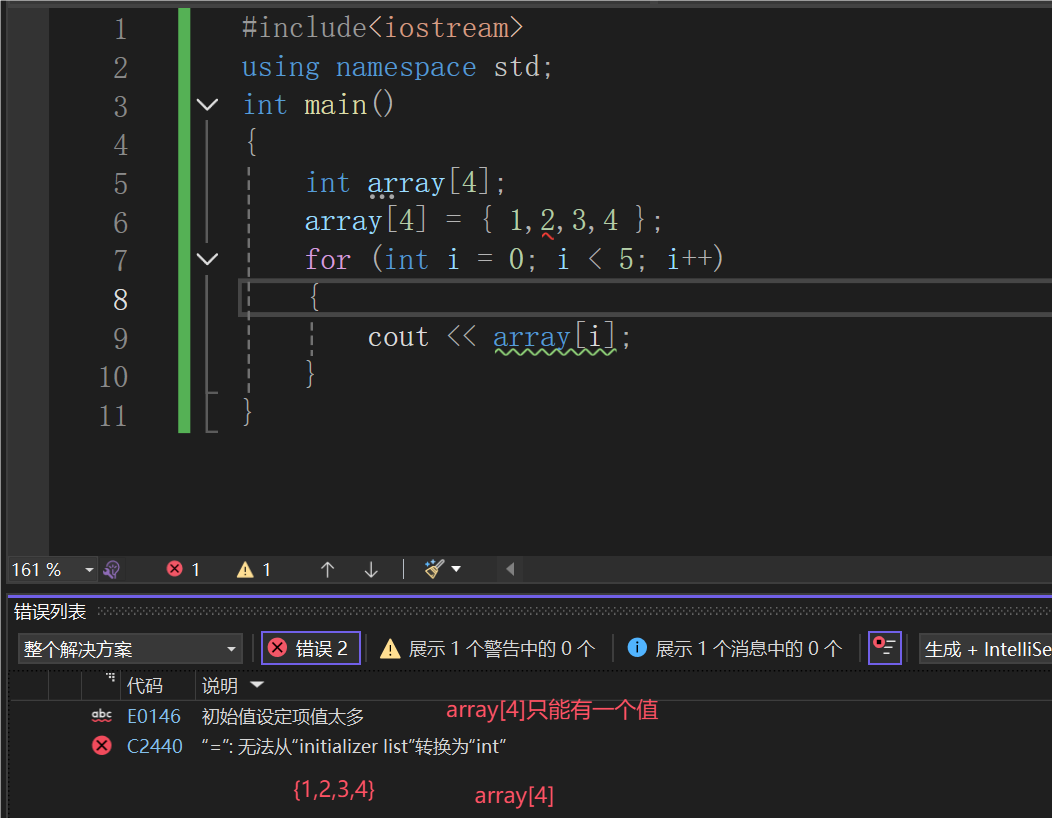 1 #include<iostream>
2 using namespace std;
3 int main()
4 {
5 int array[4];
6 array[4] = { 1,2,3,4 };
7 for (int i = 0; i < 5; i++)
8 {
9 cout << array[i];
10 }
11 }
161 % 1 1
错误列表
整个解决方案 错误 2 展示 1 个警告中的 0 个 展示 1 个消息中的 0 个 生成 + IntelliSe
代码 说明
abc E0146 初始值设定项值太多 array[4]只能有一个值
C2440 “=”: 无法从“initializer list”转换为“int”
{1,2,3,4} array[4]